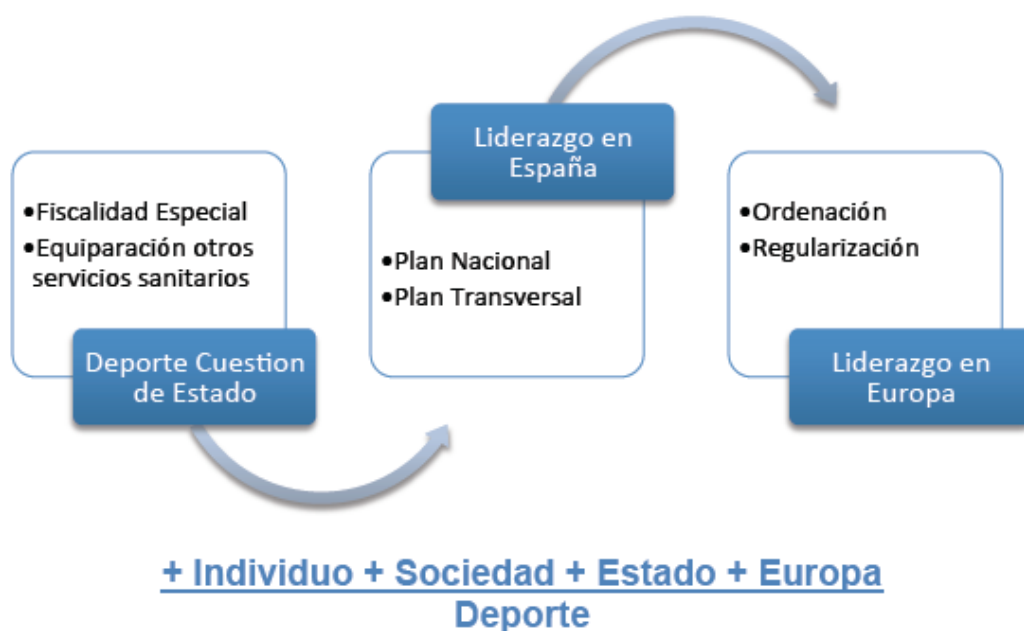 •Fiscalidad Especial
•Equiparación otros
servicios sanitarios
Deporte Cuestion
de Estado
Liderazgo en
España
•Plan Nacional
•Plan Transversal
•Ordenación
•Regularización
Liderazgo en
Europa
+ Individuo + Sociedad + Estado + Europa
Deporte